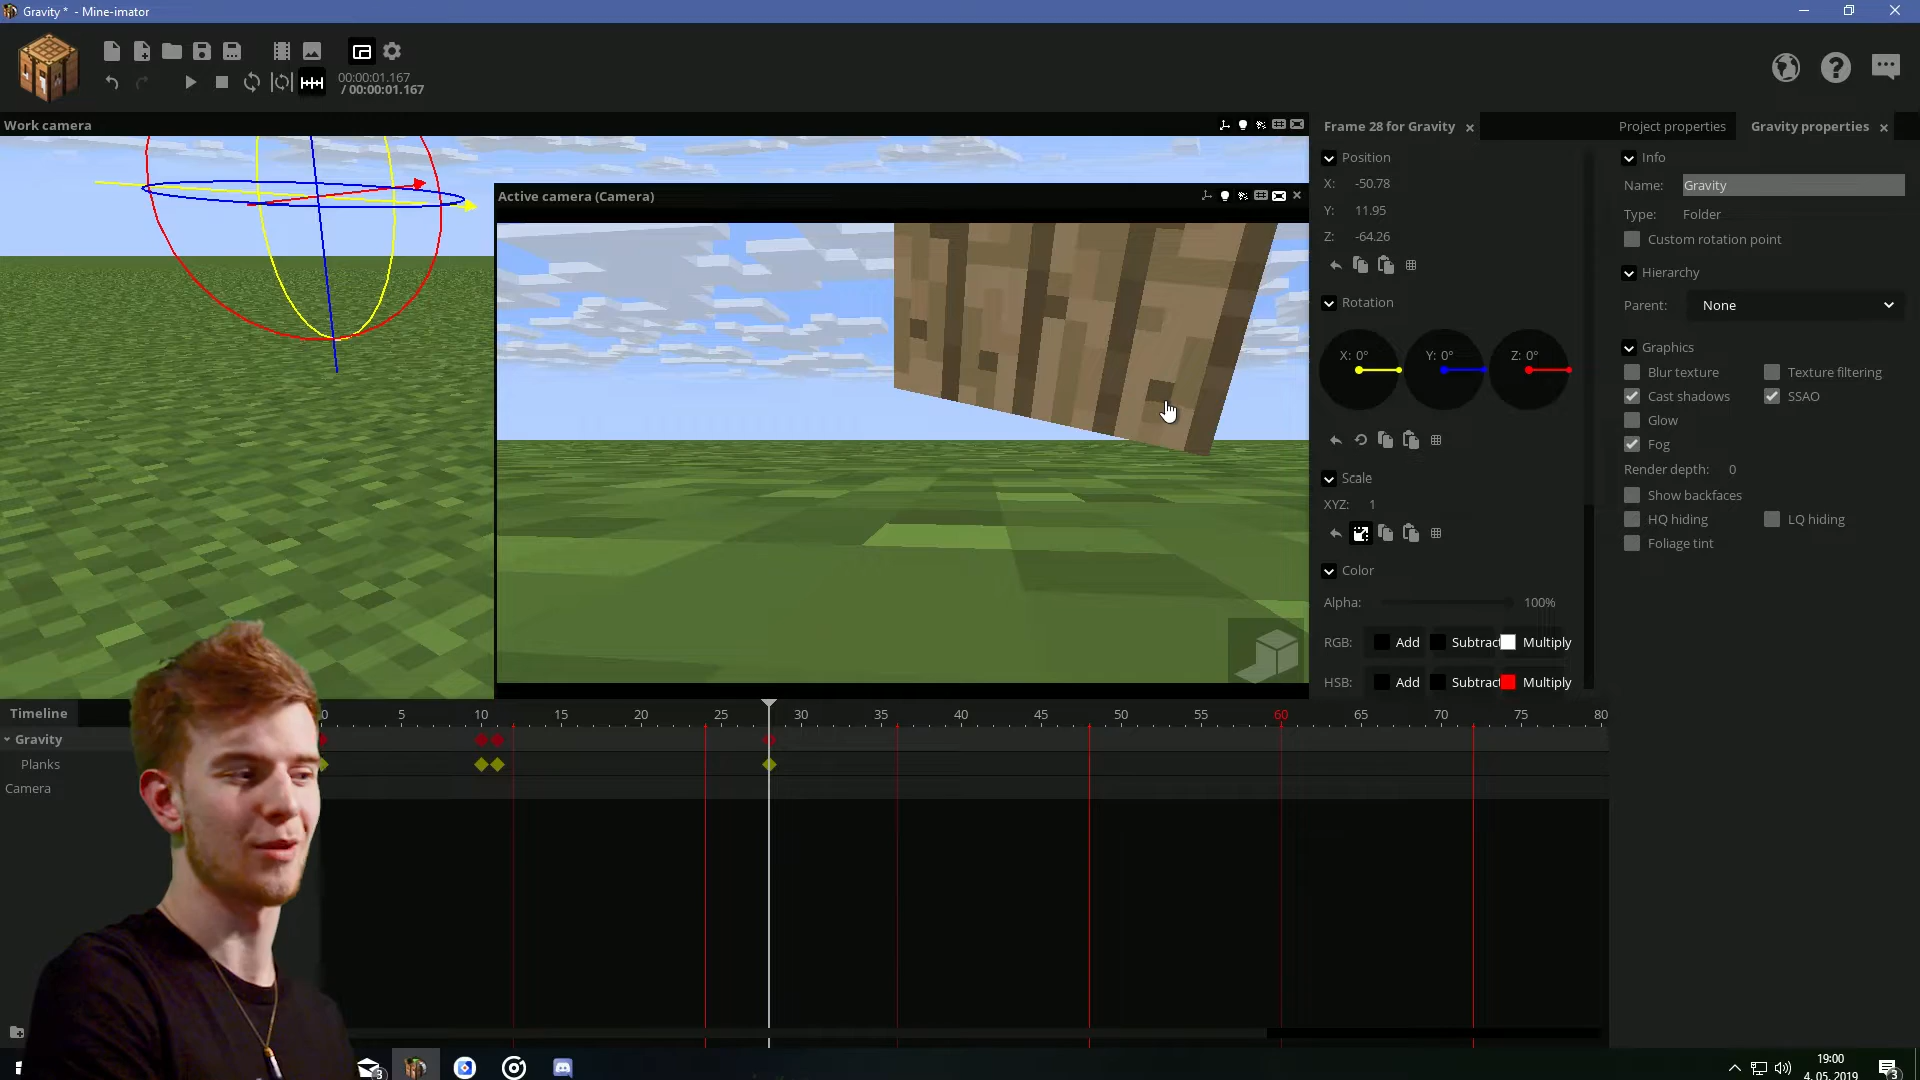 Gravity * - Mine-imator
00:00:01.167
/ 00:00:01.167
Work camera
Active camera (Camera)
Frame 28 for Gravity
Position
X: -50.78
Y: 11.95
Z: -64.26
Rotation
X: 0° Y: 0° Z: 0°
Scale
XYZ: 1
Color
Alpha: 100%
RGB: Add Subtract Multiply
HSB: Add Subtract Multiply
Project properties
Gravity properties
Info
Name: Gravity
Type: Folder
Custom rotation point
Hierarchy
Parent: None
Graphics
Blur texture Texture filtering
Cast shadows SSAO
Glow
Fog
Render depth: 0
Show backfaces
HQ hiding LQ hiding
Foliage tint
Timeline
0 5 10 15 20 25 30 35 40 45 50 55 60 65 70 75 80
Gravity
Planks
Camera
3
19:00
4. 05. 2019
3